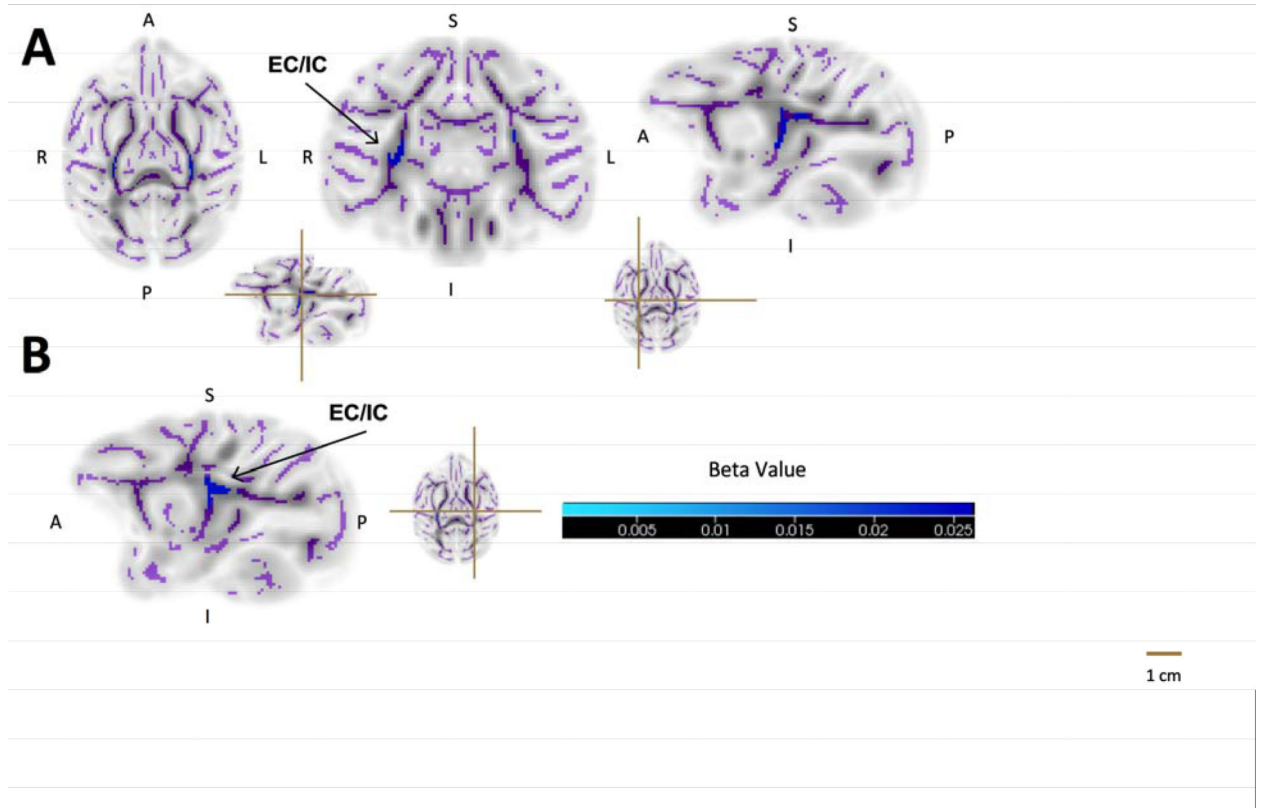 A
A
S
S
EC/IC
R
L
R
L
A
P
P
I
I
B
S
EC/IC
A
P
I
Beta Value
0.005
0.01
0.015
0.02
0.025
1 cm